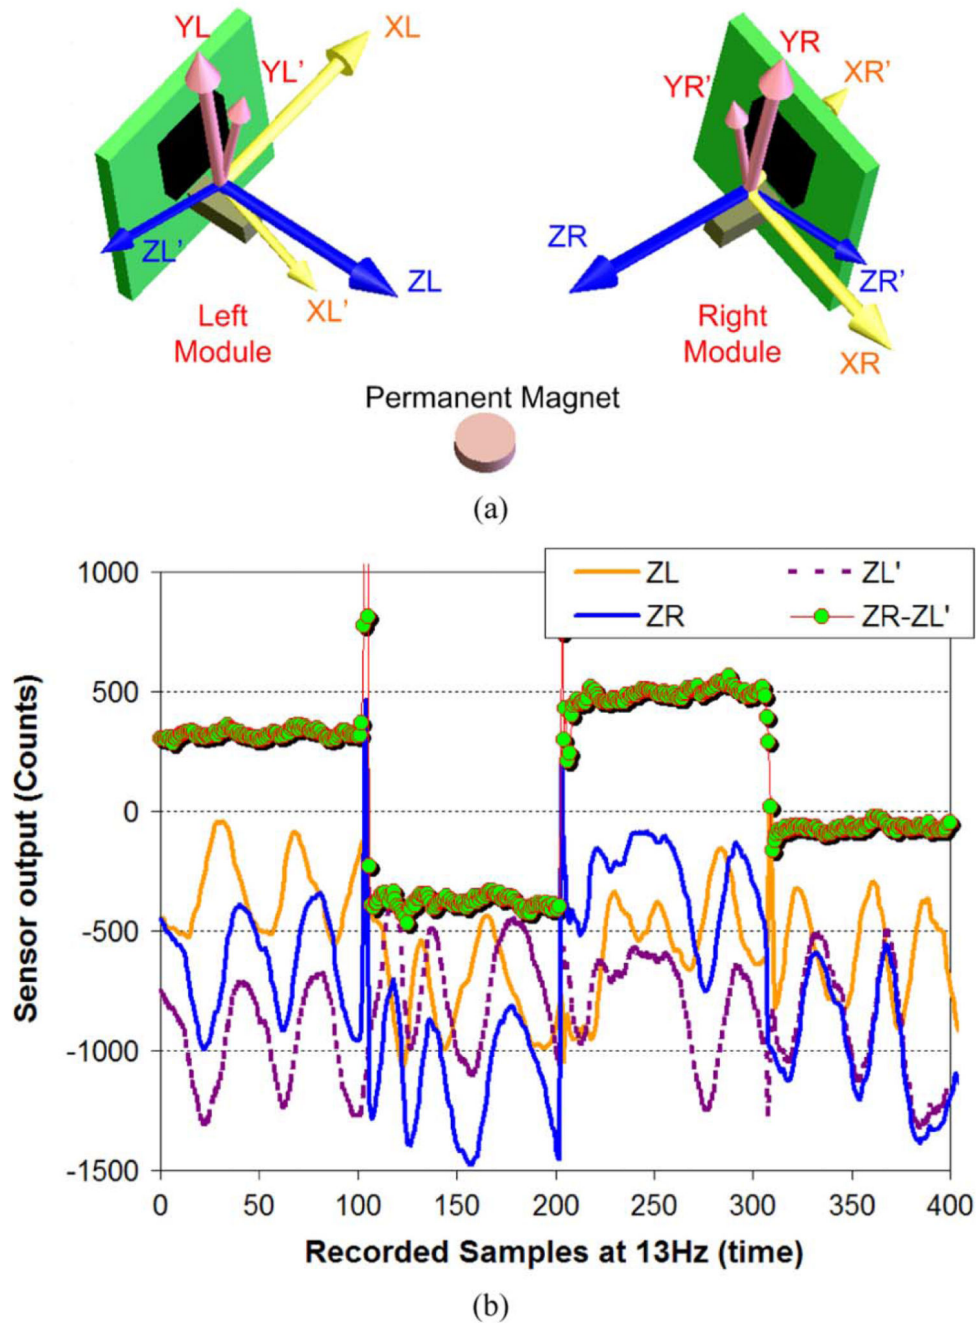 YL
XL
YL’
ZL’
ZL
XL’
Left
Module
YR
XR’
YR’
ZR
ZR’
XR
Right
Module
Permanent Magnet
(a)
ZL
ZL'
ZR
ZR-ZL'
Sensor output (Counts)
1000
500
0
-500
-1000
-1500
0 50 100 150 200 250 300 350 400
Recorded Samples at 13Hz (time)
(b)